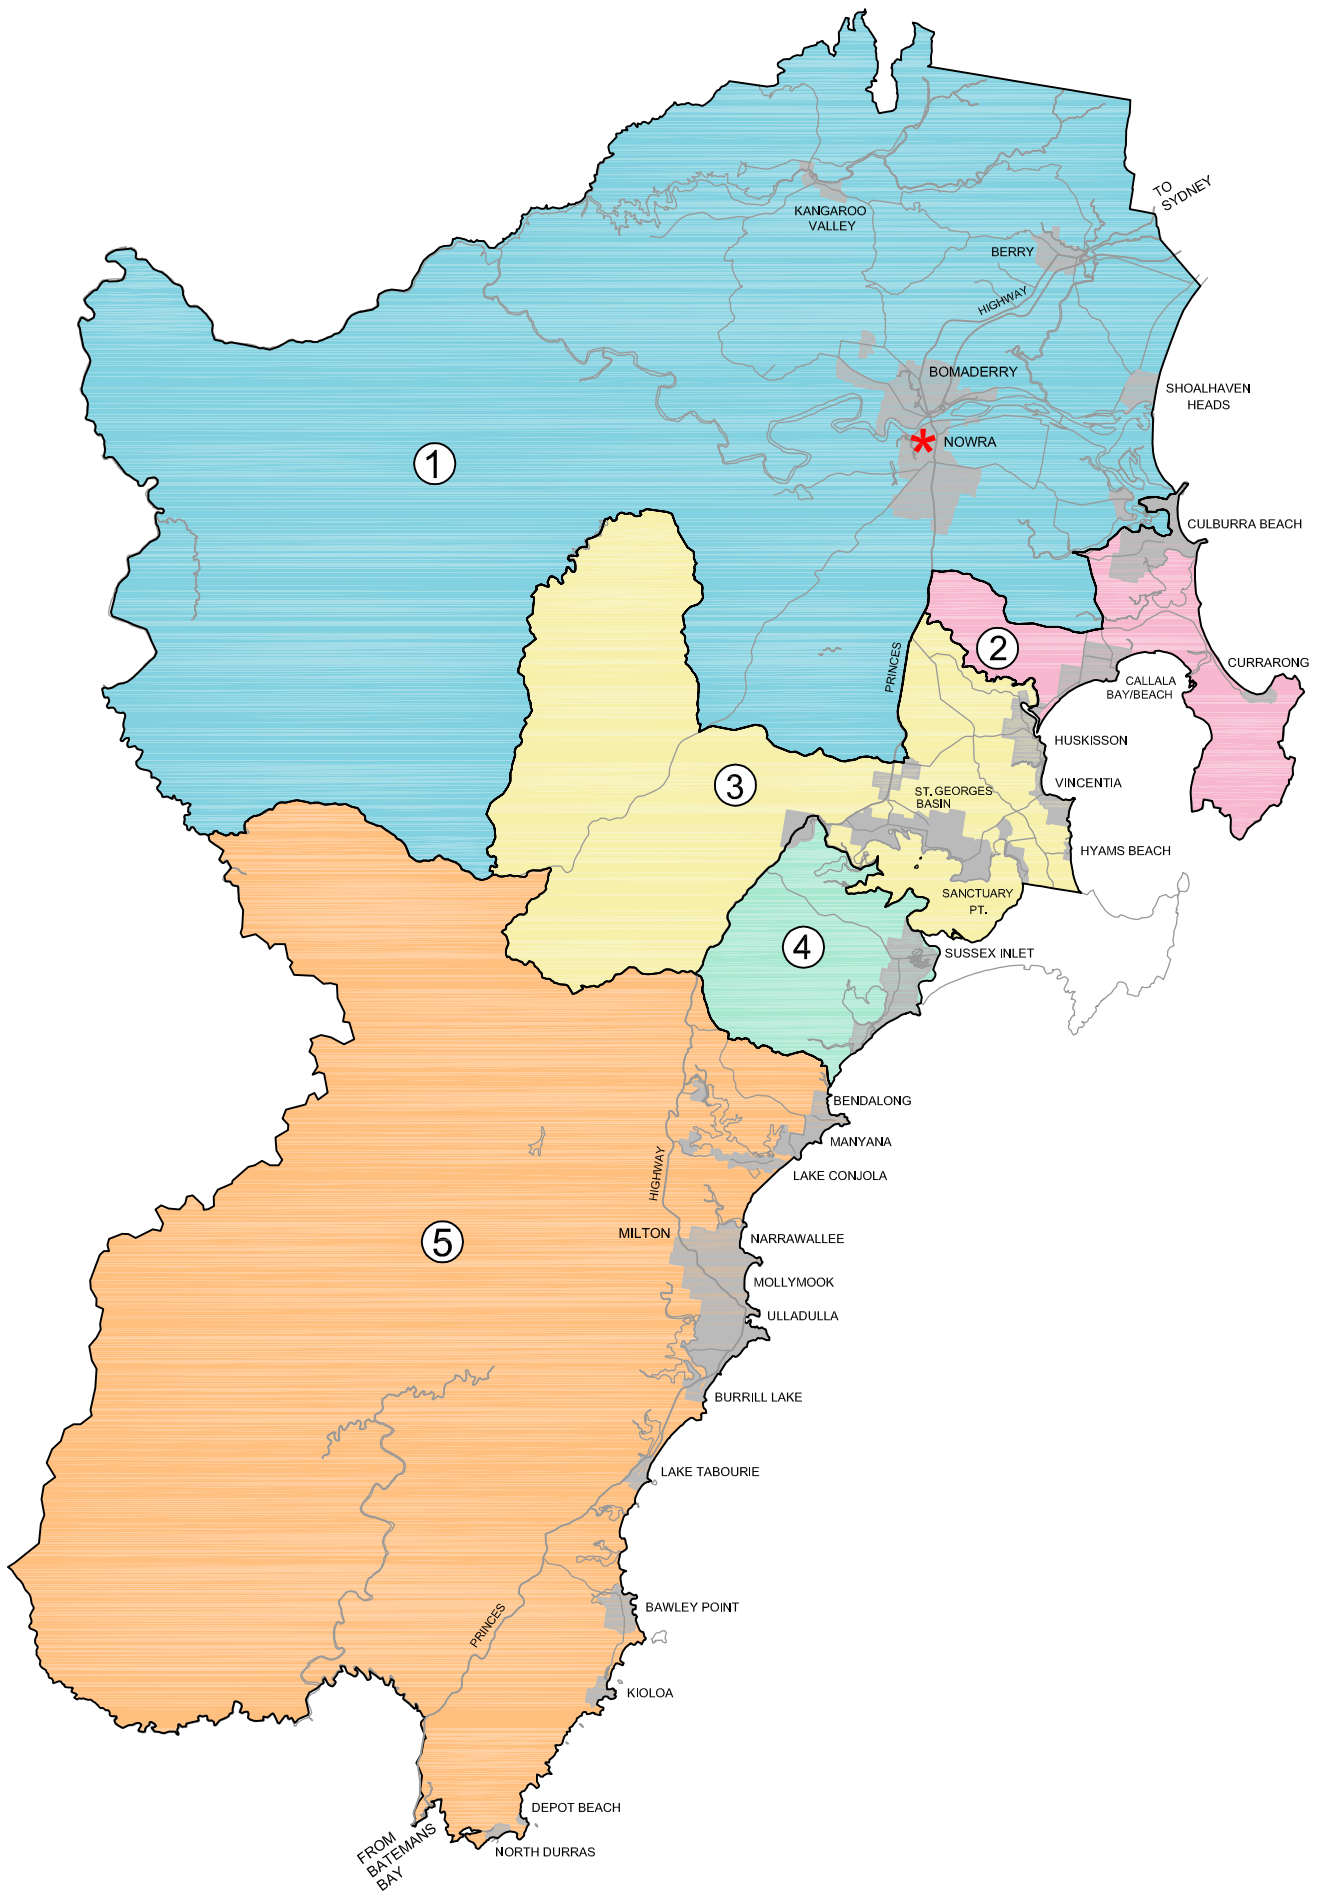 TO
SYDNEY
KANGAROO
VALLEY
BERRY
HIGHWAY
BOMADERRY
SHOALHAVEN
HEADS
* NOWRA
1
CULBURRA BEACH
2
PRINCES
CURRARONG
CALLALA
BAY/BEACH
HUSKISSON
3
VINCENTIA
ST. GEORGES
BASIN
HYAMS BEACH
SANCTUARY
PT.
4
SUSSEX INLET
BENDALONG
MANYANA
LAKE CONJOLA
HIGHWAY
MILTON
NARRAWALLEE
5
MOLLYMOOK
ULLADULLA
BURRILL LAKE
LAKE TABOURIE
BAWLEY POINT
PRINCES
KIOLOA
DEPOT BEACH
NORTH DURRAS
FROM
BATEMANS
BAY